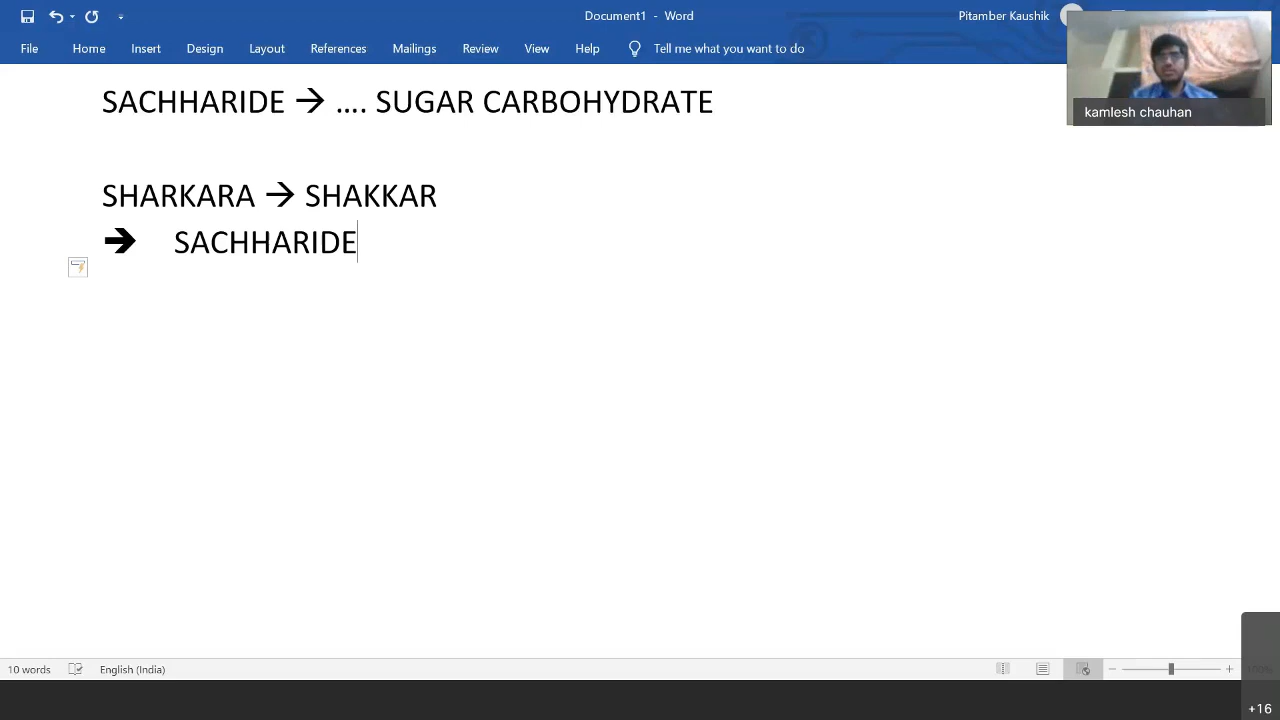 Document1 - Word
Pitamber Kaushik
File Home Insert Design Layout References Mailings Review View Help Tell me what you want to do
kamlesh chauhan
SACHHARIDE → .... SUGAR CARBOHYDRATE
SHARKARA → SHAKKAR
➔ SACHHARIDE
10 words English (India)
+16